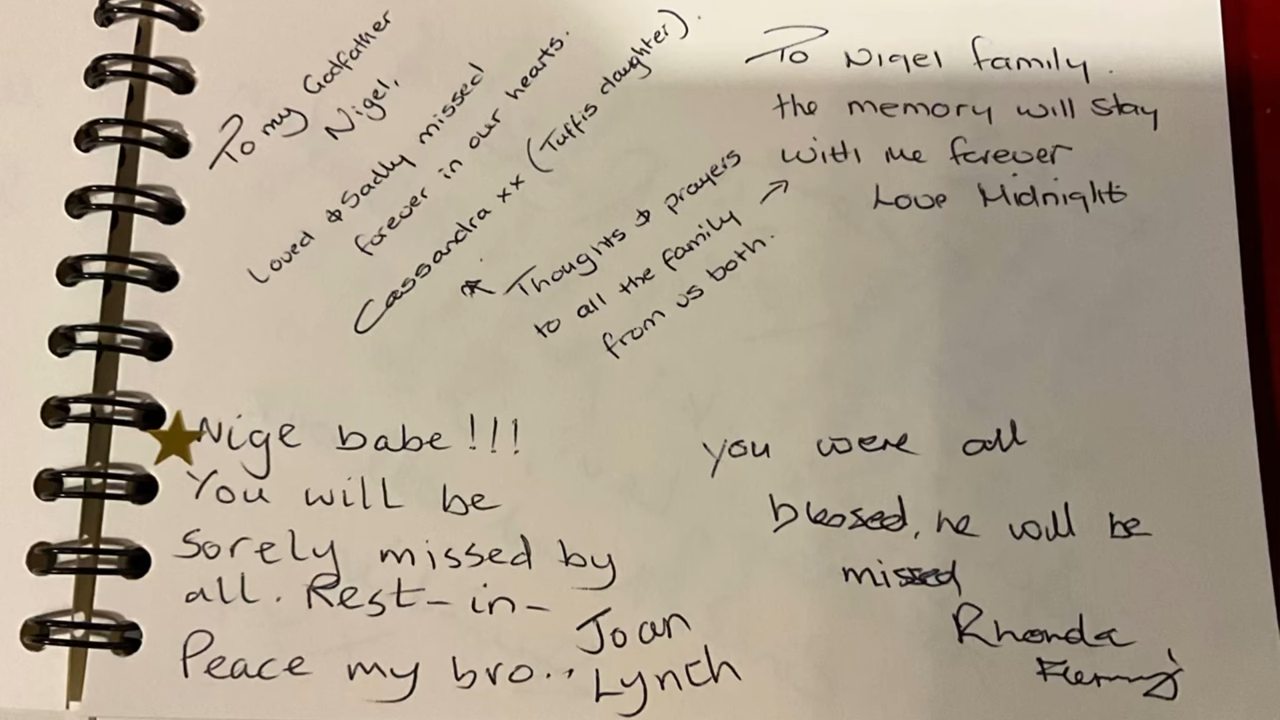 To my Godfather
Nigel,
Loved & Sadly missed
forever in our hearts.
Cassandra xx (Tuffis daughter).
* Thoughts & prayers
to all the family →
from us both.
To Nigel family.
the memory will stay
with me forever
Love Midnight
Nige babe!!!
You will be
Sorely missed by
all. Rest-in-
Peace my bro..
Joan
Lynch
you were all
blessed, he will be
missed
Rhonda